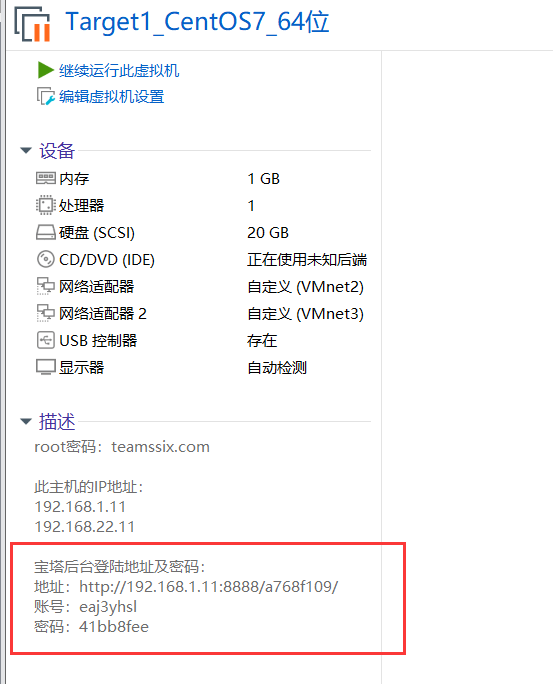 Target1_CentOS7_64位
继续运行此虚拟机
编辑虚拟机设置
设备
内存 1 GB
处理器 1
硬盘 (SCSI) 20 GB
CD/DVD (IDE) 正在使用未知后端
网络适配器 自定义 (VMnet2)
网络适配器 2 自定义 (VMnet3)
USB 控制器 存在
显示器 自动检测
描述
root密码：teamssix.com
此主机的IP地址：
192.168.1.11
192.168.22.11
宝塔后台登陆地址及密码：
地址：http://192.168.1.11:8888/a768f109/
账号：eaj3yhsl
密码：41bb8fee